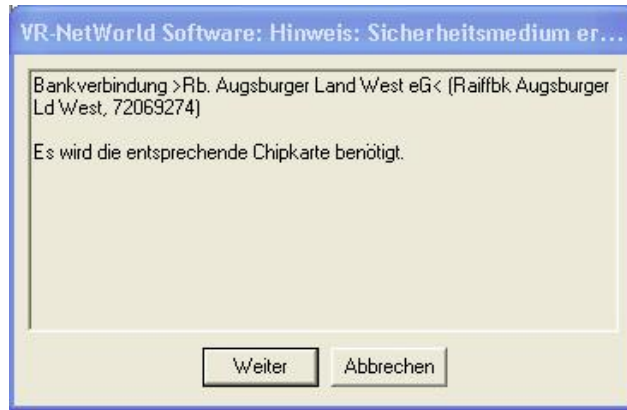 VR-NetWorld Software: Hinweis: Sicherheitsmedium er...
Bankverbindung >Rb. Augsburger Land West eG< (Raiffbk Augsburger
Ld West, 72069274)
Es wird die entsprechende Chipkarte benötigt.
Weiter
Abbrechen